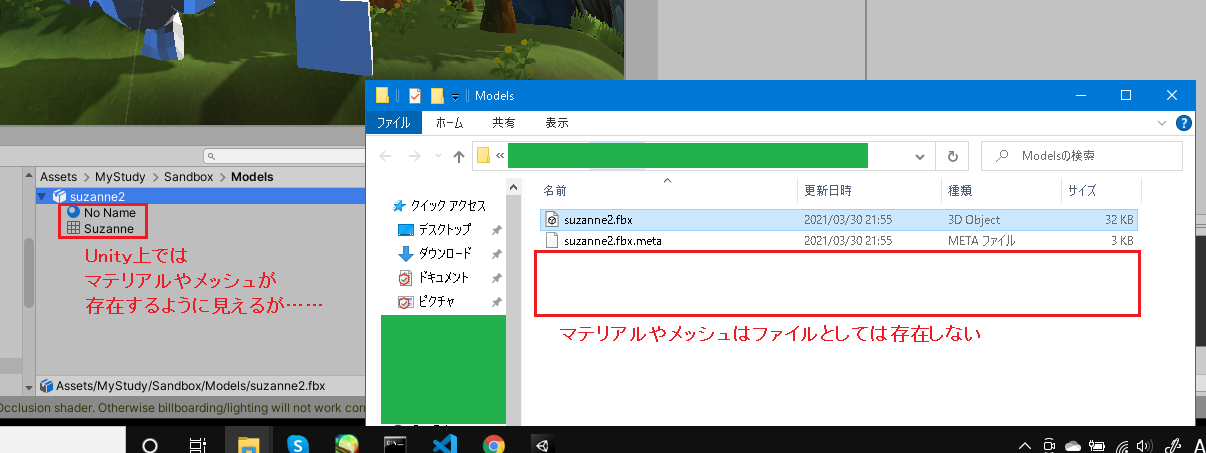 Assets > MyStudy > Sandbox > Models
suzanne2
No Name
Suzanne
Unity上では
マテリアルやメッシュが
存在するように見えるが……
Assets/MyStudy/Sandbox/Models/suzanne2.fbx
Occlusion shader. Otherwise billboarding/lighting will not work
Models
ファイル ホーム 共有 表示
«
Modelsの検索
名前 更新日時 種類 サイズ
クイック アクセス
デスクトップ
ダウンロード
ドキュメント
ピクチャ
suzanne2.fbx 2021/03/30 21:55 3D Object 32 KB
suzanne2.fbx.meta 2021/03/30 21:55 META ファイル 3 KB
マテリアルやメッシュはファイルとしては存在しない